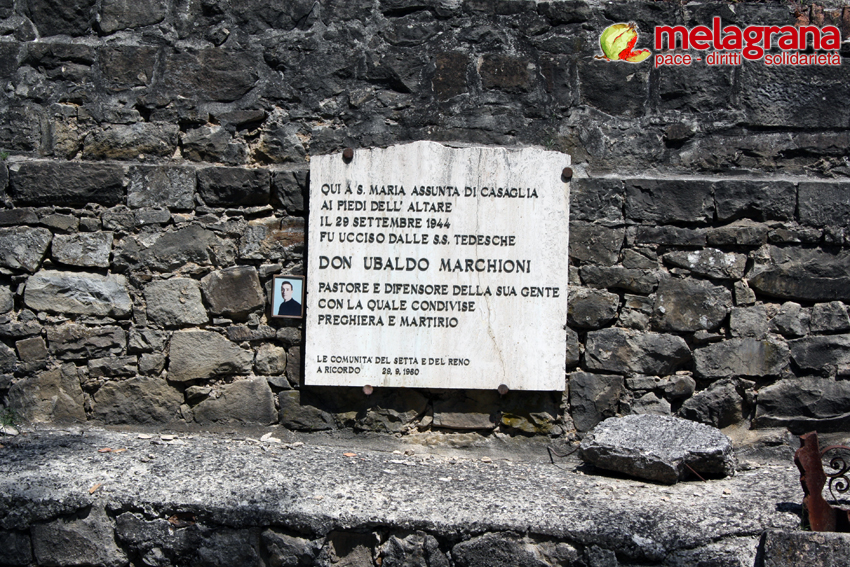 melagrana
pace - diritti - solidarietà
QUI A S. MARIA ASSUNTA DI CASAGLIA
AI PIEDI DELL' ALTARE
IL 29 SETTEMBRE 1944
FU UCCISO DALLE S.S. TEDESCHE
DON UBALDO MARCHIONI
PASTORE E DIFENSORE DELLA SUA GENTE
CON LA QUALE CONDIVISE
PREGHIERA E MARTIRIO
LE COMUNITA' DEL SETTA E DEL RENO
A RICORDO 29. 9. 1980